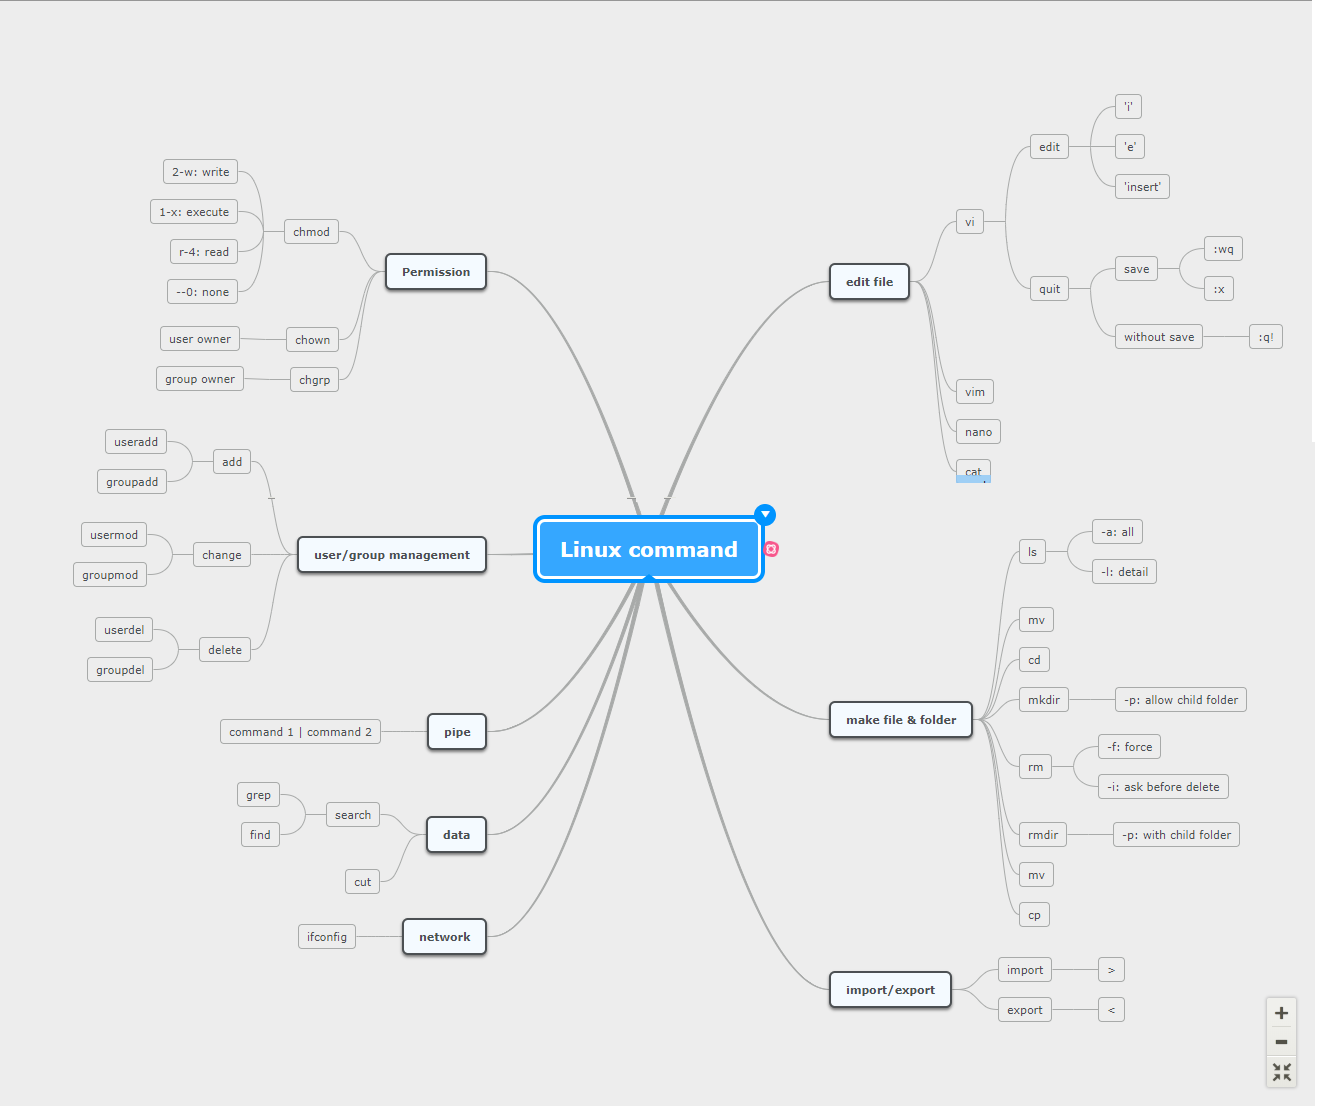 Linux command
Permission
chmod
2-w: write
1-x: execute
r-4: read
--0: none
chown
user owner
chgrp
group owner
user/group management
add
useradd
groupadd
change
usermod
groupmod
delete
userdel
groupdel
pipe
command 1 | command 2
data
search
grep
find
cut
network
ifconfig
edit file
vi
edit
'i'
'e'
'insert'
quit
save
:wq
:x
without save
:q!
vim
nano
cat
make file & folder
ls
-a: all
-l: detail
mv
cd
mkdir
-p: allow child folder
rm
-f: force
-i: ask before delete
rmdir
-p: with child folder
mv
cp
import/export
import
>
export
<